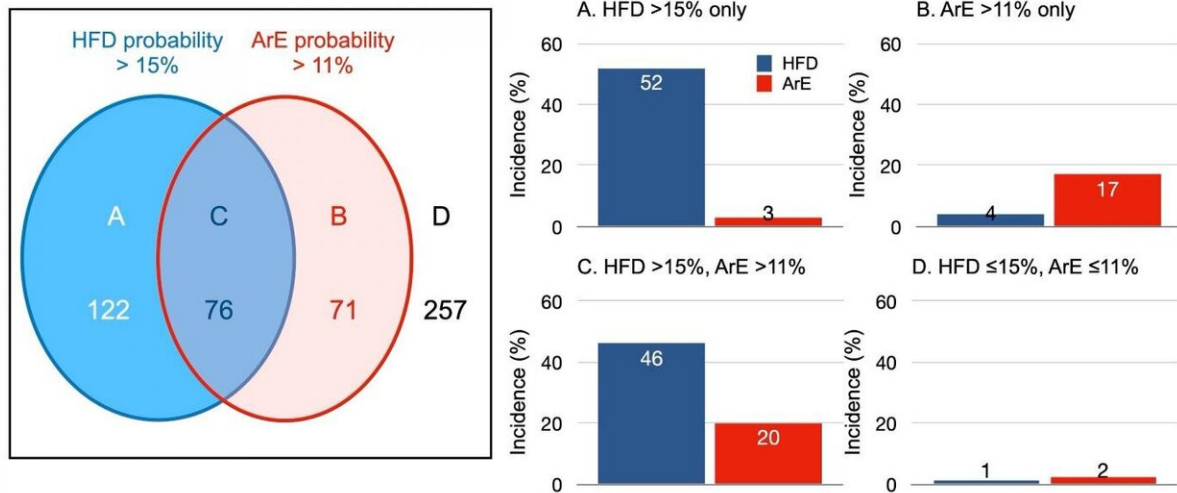 HFD probability
> 15%
ArE probability
> 11%
A
C
B
D
122
76
71
257
A. HFD >15% only
Incidence (%)
60
40
20
0
52
3
HFD
ArE
B. ArE >11% only
Incidence (%)
60
40
20
0
4
17
C. HFD >15%, ArE >11%
Incidence (%)
60
40
20
0
46
20
D. HFD ≤15%, ArE ≤11%
Incidence (%)
60
40
20
0
1
2